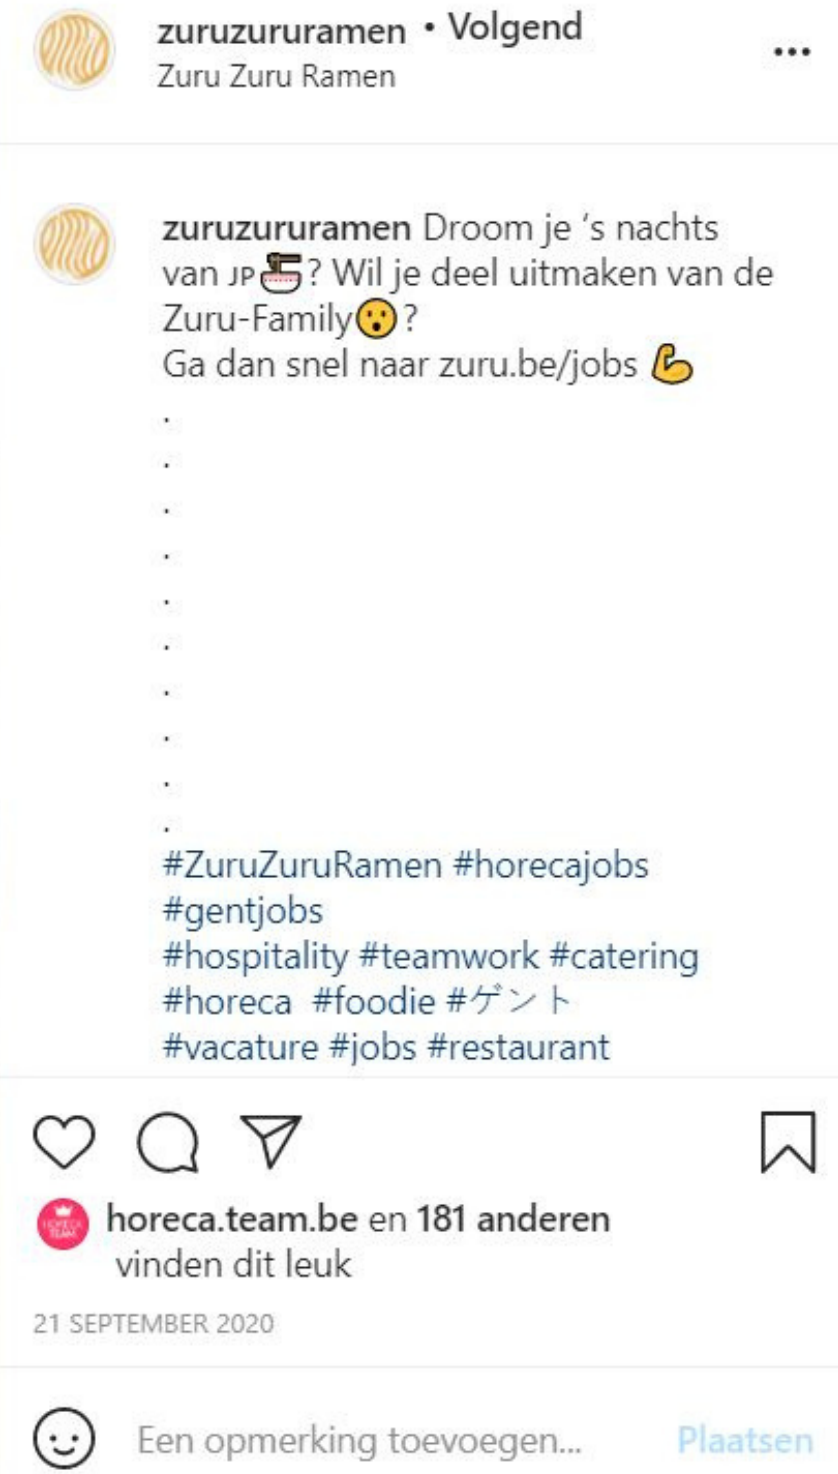 zuruzururamen • Volgend
Zuru Zuru Ramen
zuruzururamen Droom je 's nachts
van JP🍜? Wil je deel uitmaken van de
Zuru-Family😮?
Ga dan snel naar zuru.be/jobs 💪
.
.
.
.
.
.
.
.
.
.
#ZuruZuruRamen #horecajobs
#gentjobs
#hospitality #teamwork #catering
#horeca #foodie #ゲント
#vacature #jobs #restaurant
HORECA
TEAM
horeca.team.be en 181 anderen
vinden dit leuk
21 SEPTEMBER 2020
Een opmerking toevoegen... Plaatsen